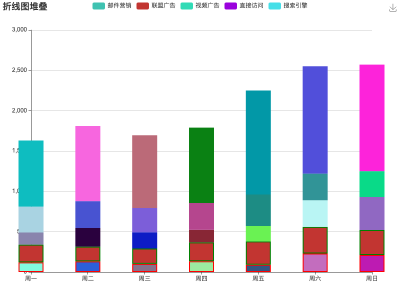 折线图堆叠
邮件营销 联盟广告 视频广告 直接访问 搜索引擎
3,000
2,500
2,000
1,
1,
5
0
周一 周二 周三 周四 周五 周六 周日